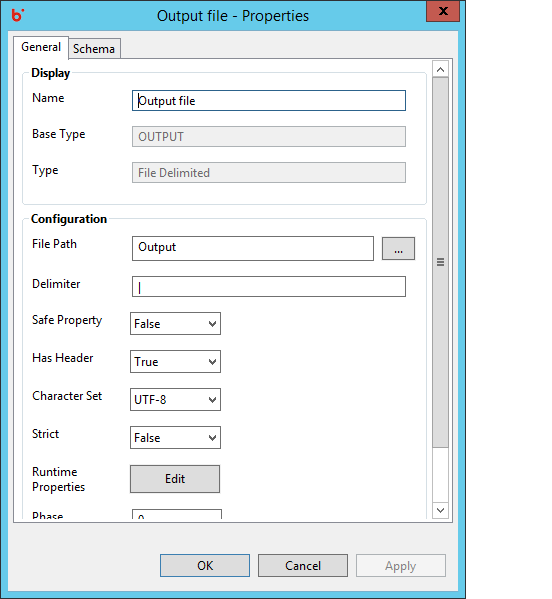 Output file - Properties
x
General
Schema
Display
Name
Output file
Base Type
OUTPUT
Type
File Delimited
Configuration
File Path
Output
...
Delimiter
|
Safe Property
False
Has Header
True
Character Set
UTF-8
Strict
False
Runtime
Properties
Edit
Phase
0
OK
Cancel
Apply